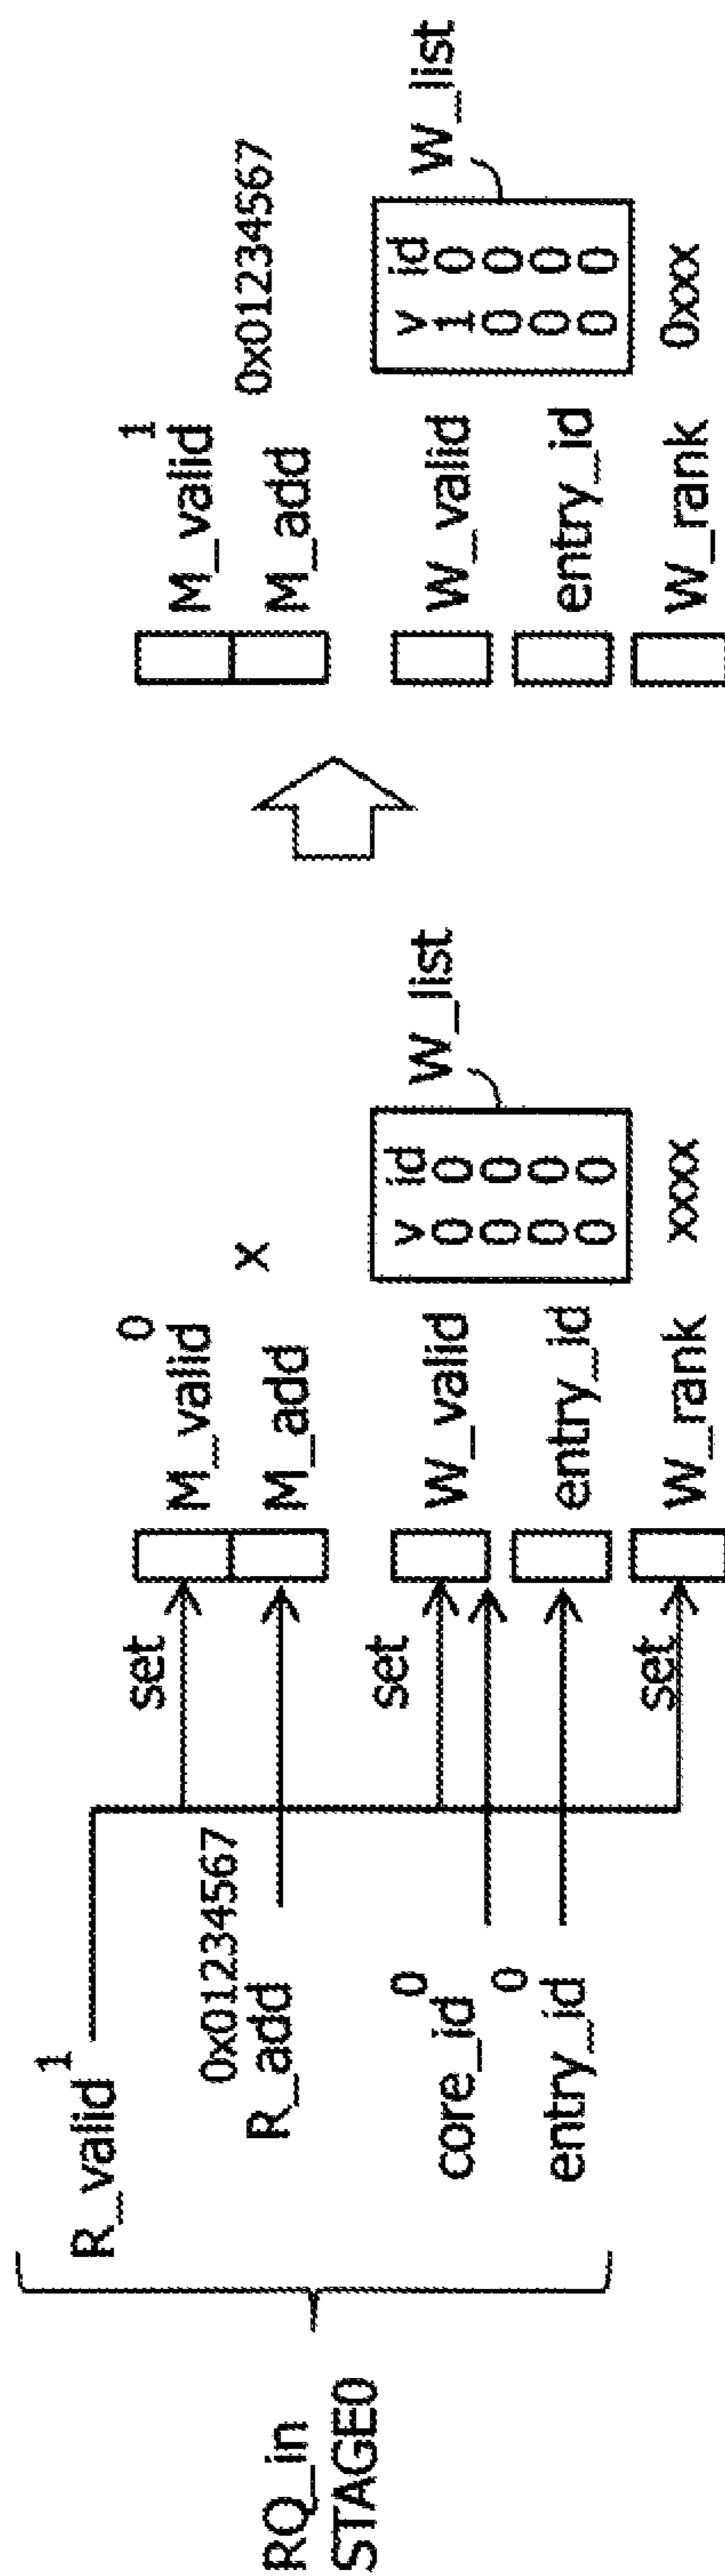 RQ_in
STAGE0
R_valid 1
0x01234567
R_add
core_id 0
entry_id 0
set
set
set
M_valid 0
M_add x
W_valid
entry_id
W_rank xxxx
v id
0 0
0 0
0 0
0 0
W_list
M_valid 1
M_add 0x01234567
W_valid
entry_id
W_rank 0xxx
v id
1 0
0 0
0 0
0 0
W_list